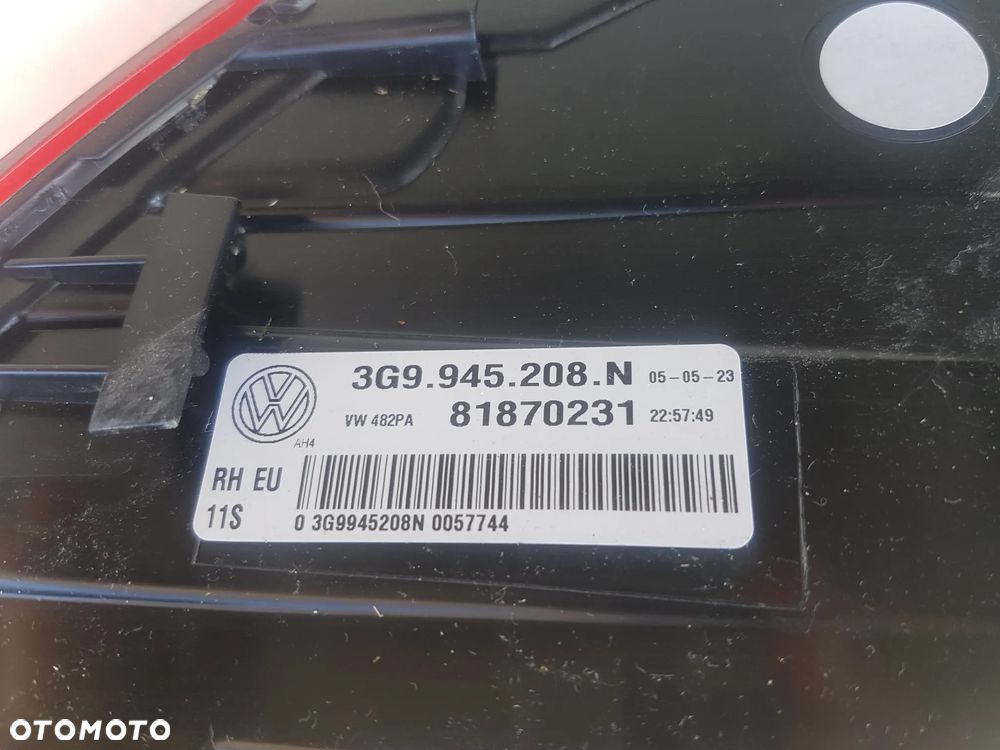 3G9.945.208.N 05-05-23
VW 482PA 81870231 22:57:49
AH4
RH EU
11S
0 3G9945208N 0057744
OTOMOTO